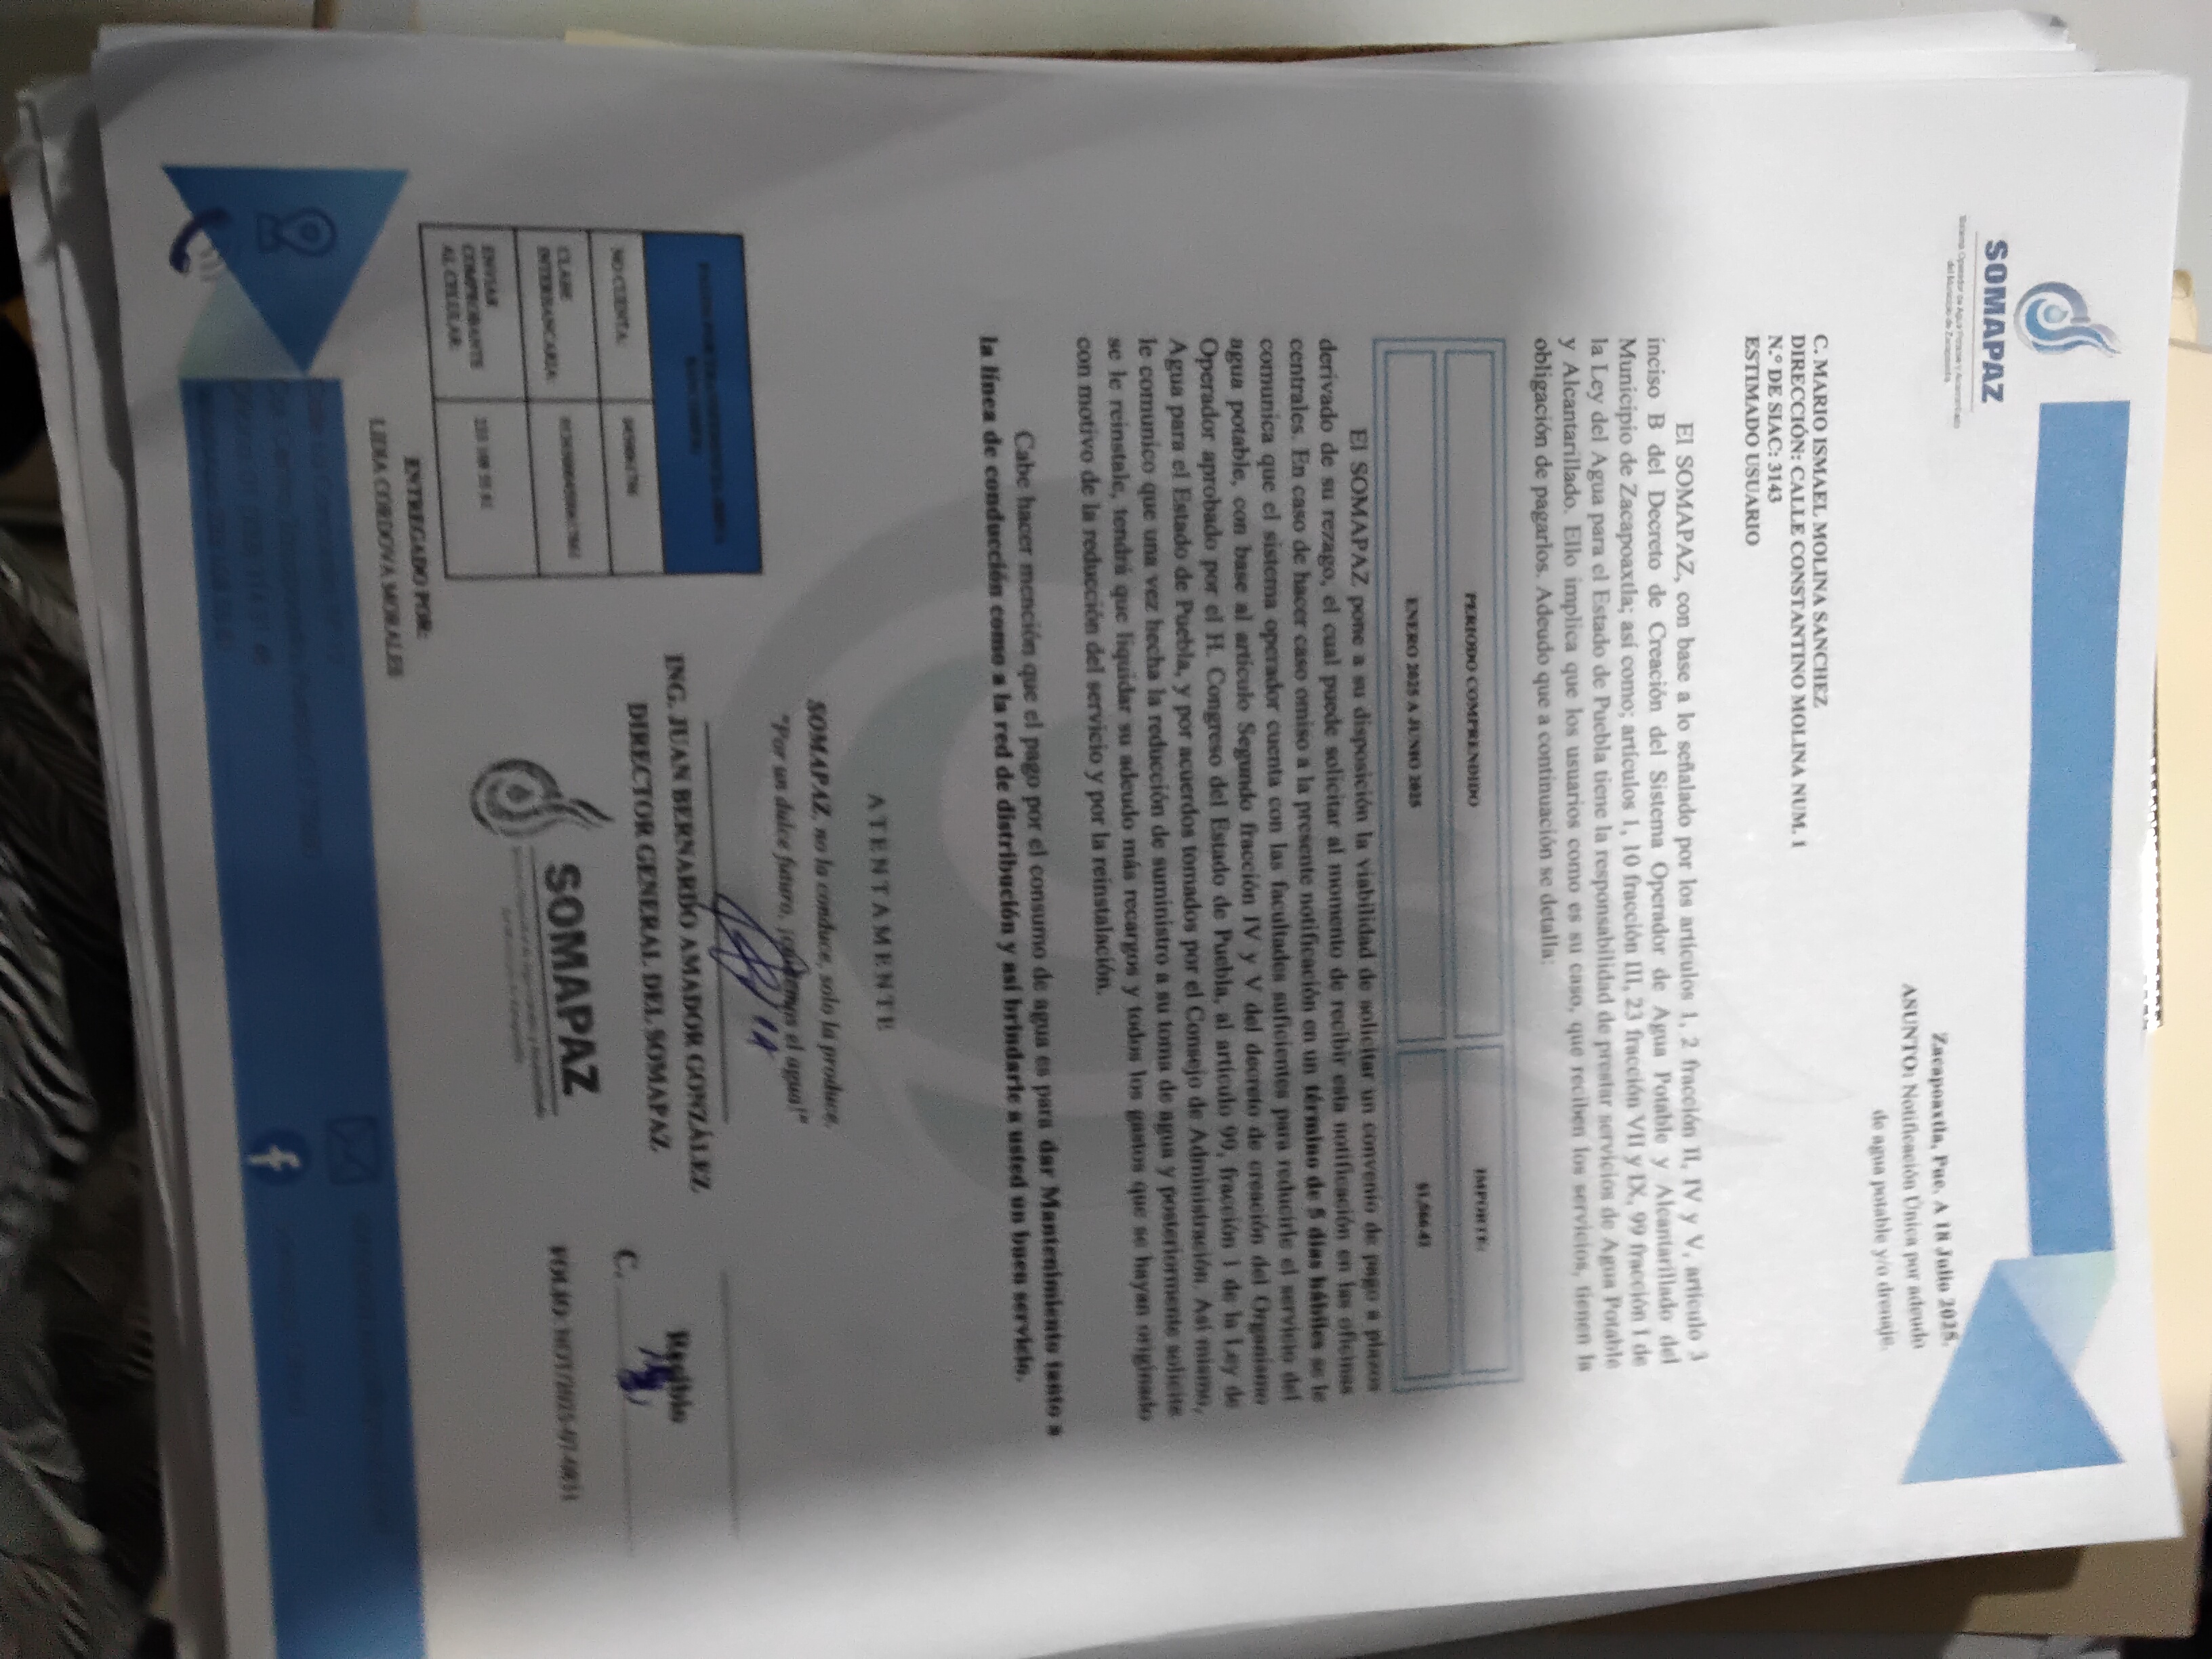 SOMAPAZ
Sistema Operador de Agua Potable y Alcantarillado
del Municipio de Zacapoaxtla
Zacapoaxtla, Pue. A 18 Julio 2025.
ASUNTO: Notificación Única por adeudo
de agua potable y/o drenaje.
C. MARIO ISMAEL MOLINA SANCHEZ
DIRECCIÓN: CALLE CONSTANTINO MOLINA NUM. 1
N.º DE SIAC: 3143
ESTIMADO USUARIO
El SOMAPAZ, con base a lo señalado por los artículos 1, 2 fracción II, IV y V, artículo 3
inciso B del Decreto de Creación del Sistema Operador de Agua Potable y Alcantarillado del
Municipio de Zacapoaxtla; así como; artículos 1, 10 fracción III, 23 fracción VII y IX, 99 fracción I de
la Ley del Agua para el Estado de Puebla tiene la responsabilidad de prestar servicios de Agua Potable
y Alcantarillado. Ello implica que los usuarios como es su caso, que reciben los servicios, tienen la
obligación de pagarlos. Adeudo que a continuación se detalla:
PERIODO COMPRENDIDO IMPORTE:
ENERO 2025 A JUNIO 2025
El SOMAPAZ pone a su disposición la viabilidad de solicitar un convenio de pago a plazos
derivado de su rezago, el cual puede solicitar al momento de recibir esta notificación en las oficinas
centrales. En caso de hacer caso omiso a la presente notificación en un término de 5 días hábiles se le
comunica que el sistema operador cuenta con las facultades suficientes para reducirle el servicio del
agua potable, con base al artículo Segundo fracción IV y V del decreto de creación del Organismo
Operador aprobado por el H. Congreso del Estado de Puebla, al artículo 99, fracción 1 de la Ley de
Agua para el Estado de Puebla, y por acuerdos tomados por el Consejo de Administración. Así mismo,
le comunico que una vez hecha la reducción de suministro a su toma de agua y posteriormente solicite
se le reinstale, tendrá que liquidar su adeudo más recargos y todos los gastos que se hayan originado
con motivo de la reducción del servicio y por la reinstalación.
Cabe hacer mención que el pago por el consumo de agua es para dar Mantenimiento tanto a
la línea de conducción como a la red de distribución y así brindarle a usted un buen servicio.
ATENTAMENTE
SOMAPAZ, no la conduce, solo la produce.
"Por un dulce futuro, ¡cuidemos el agua!"
ING. JUAN BERNARDO AMADOR GONZÁLEZ
DIRECTOR GENERAL DEL SOMAPAZ
Recibio
C.
SOMAPAZ
NO CUENTA:
CLABE
INTERBANCARIA:
ENVIAR
COMPROBANTE
AL CELULAR:
ENTREGADO POR:
LIDIA CORDOVA MORALES